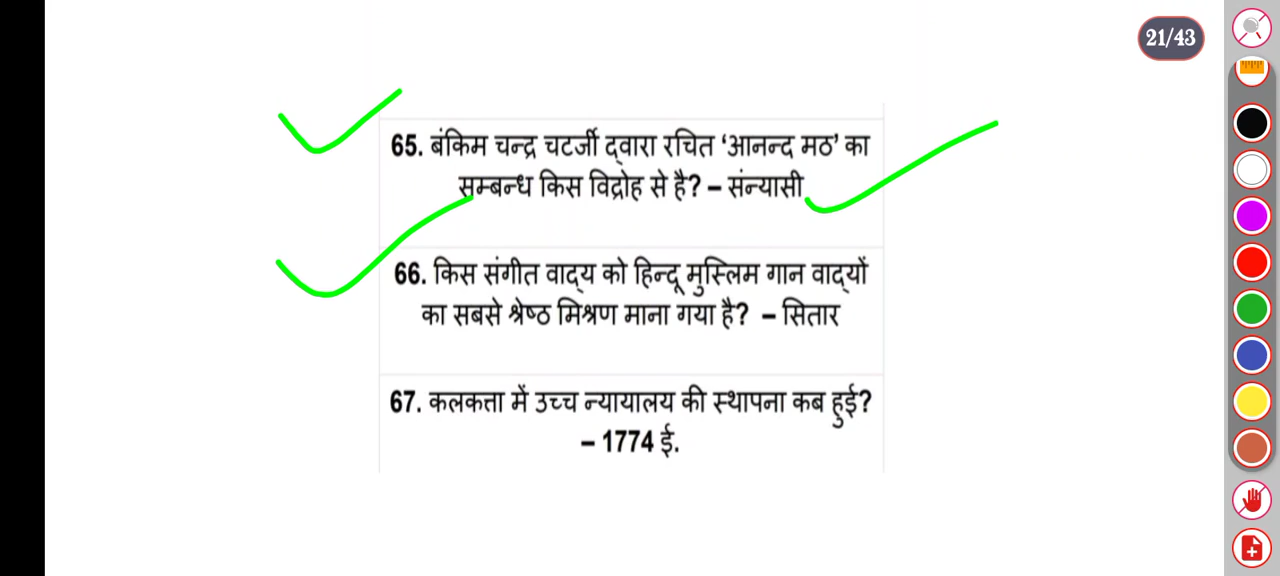 21/43
65. बंकिम चन्द्र चटर्जी द्वारा रचित ‘आनन्द मठ’ का
सम्बन्ध किस विद्रोह से है? – संन्यासी
66. किस संगीत वाद्य को हिन्दू मुस्लिम गान वाद्यों
का सबसे श्रेष्ठ मिश्रण माना गया है? – सितार
67. कलकत्ता में उच्च न्यायालय की स्थापना कब हुई?
– 1774 ई.